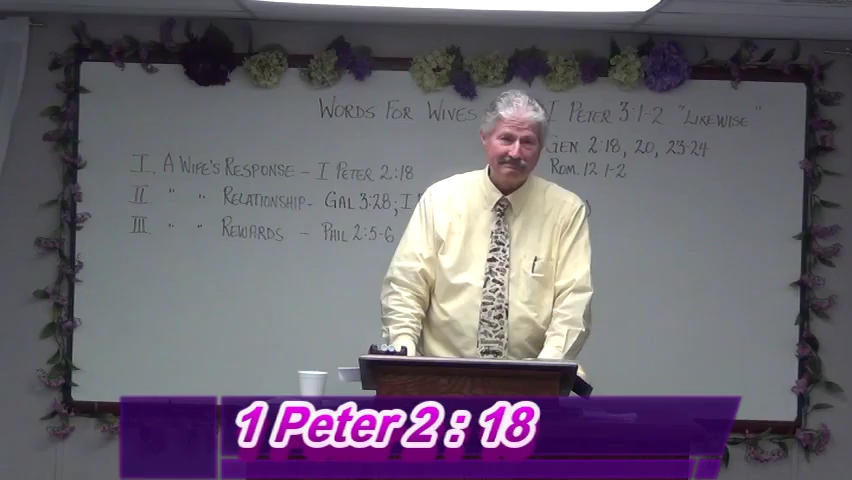 WORDS FOR WIVES I PETER 3:1-2 "LIKEWISE"
GEN 2:18, 20, 23-24
ROM. 12 1-2
I. A WIFE'S RESPONSE - I PETER 2:18
II " " RELATIONSHIP - GAL 3:28; I
III " " REWARDS - PHIL 2:5-6
1 Peter 2 : 18